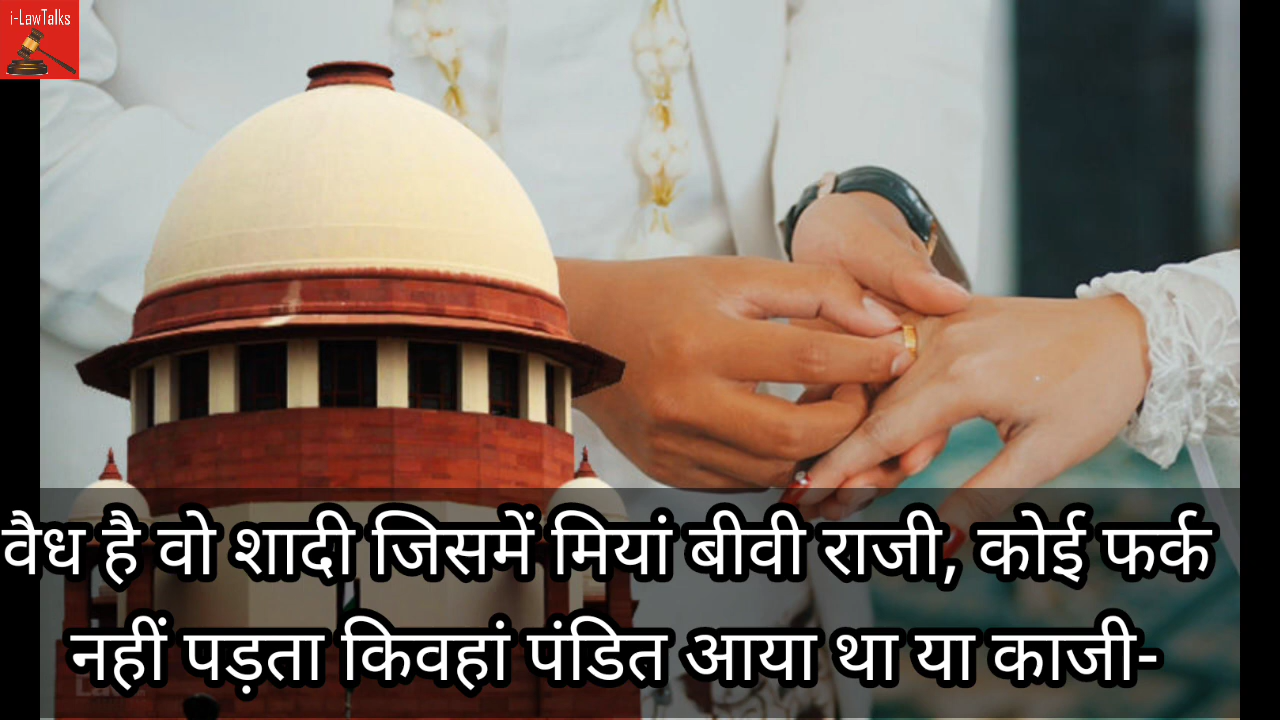 i-LawTalks
वैध है वो शादी जिसमें मियां बीवी राजी, कोई फर्क
नहीं पड़ता किवहां पंडित आया था या काजी-